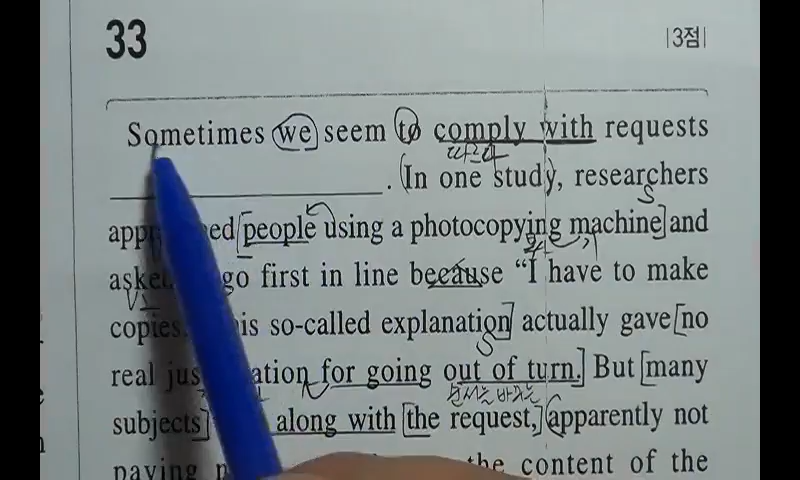 33
|3점|
Sometimes we seem to comply with requests
따르다
. In one study, researchers
S
people using a photocopying machine and
go first in line because “I have to make
so-called explanation actually gave no
S
real for going out of turn. But many
순서를 바꾸는
subjects along with the request, apparently not
paying the content of the